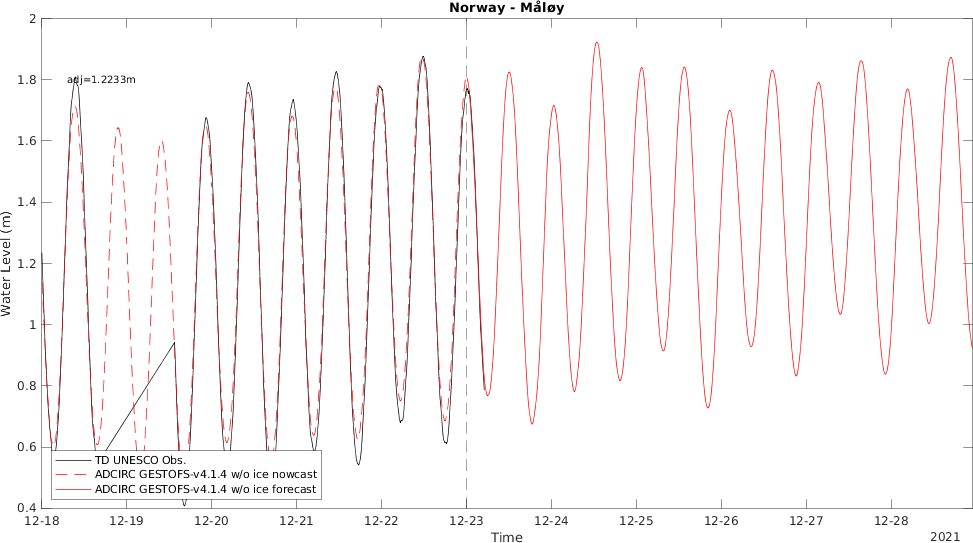 Norway - Måløy
2
1.8
1.6
1.4
1.2
1
0.8
0.6
0.4
Water Level (m)
adj=1.2233m
TD UNESCO Obs.
ADCIRC GESTOFS-v4.1.4 w/o ice nowcast
ADCIRC GESTOFS-v4.1.4 w/o ice forecast
12-18 12-19 12-20 12-21 12-22 12-23 12-24 12-25 12-26 12-27 12-28
Time
2021